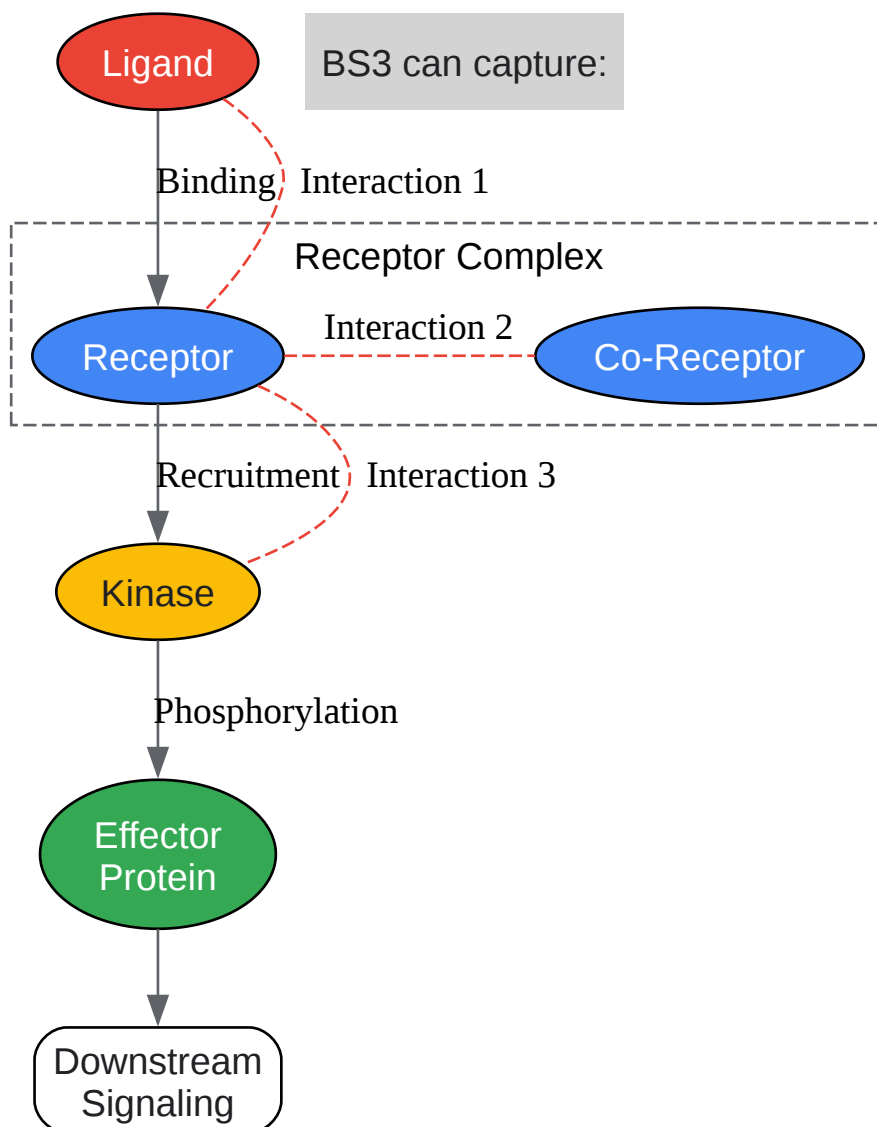 Ligand
BS3 can capture:
Binding
Interaction 1
Receptor Complex
Receptor
Interaction 2
Co-Receptor
Recruitment
Interaction 3
Kinase
Phosphorylation
Effector
Protein
Downstream
Signaling